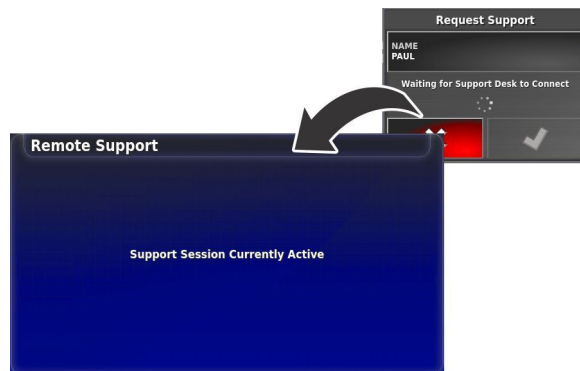 Request Support
NAME
PAUL
Waiting for Support Desk to Connect
Remote Support
Support Session Currently Active